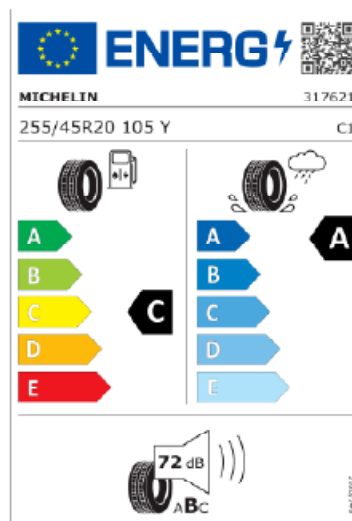 ENERG
MICHELIN 317621
255/45R20 105 Y C1
A A A
B B
C C C
D D
E E
72 dB
ABC